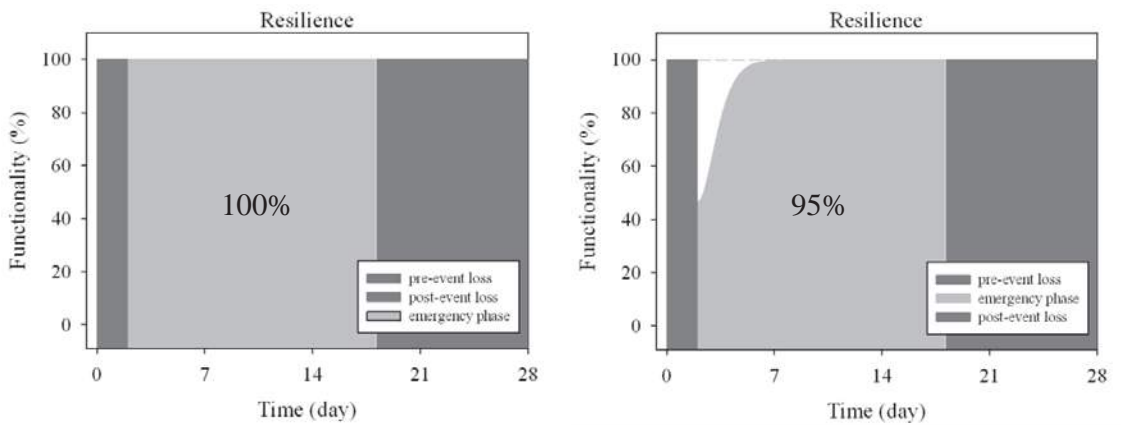 Resilience
Functionality (%)
100
80
60
40
20
0
100%
pre-event loss
post-event loss
emergency phase
0 7 14 21 28
Time (day)
Resilience
Functionality (%)
100
80
60
40
20
0
95%
pre-event loss
emergency phase
post-event loss
0 7 14 21 28
Time (day)